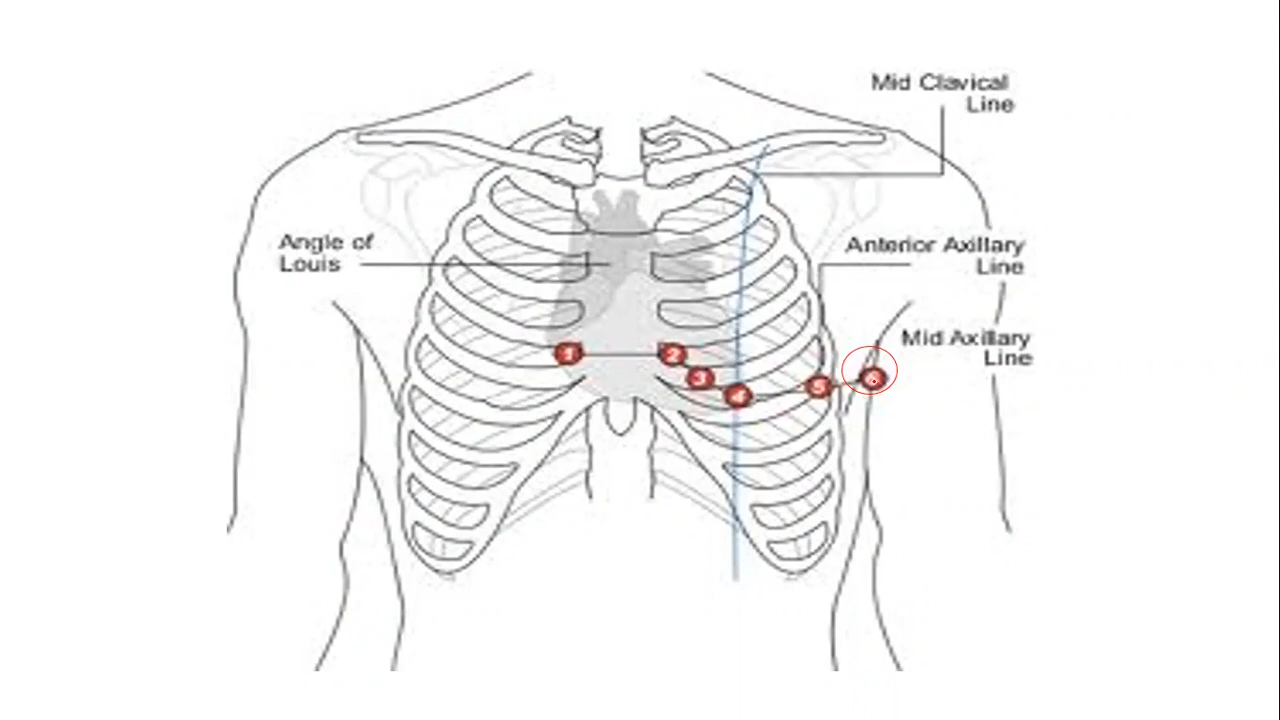 Mid Clavical
Line
Angle of
Louis
Anterior Axillary
Line
Mid Axillary
Line
1
2
3
4
5
6